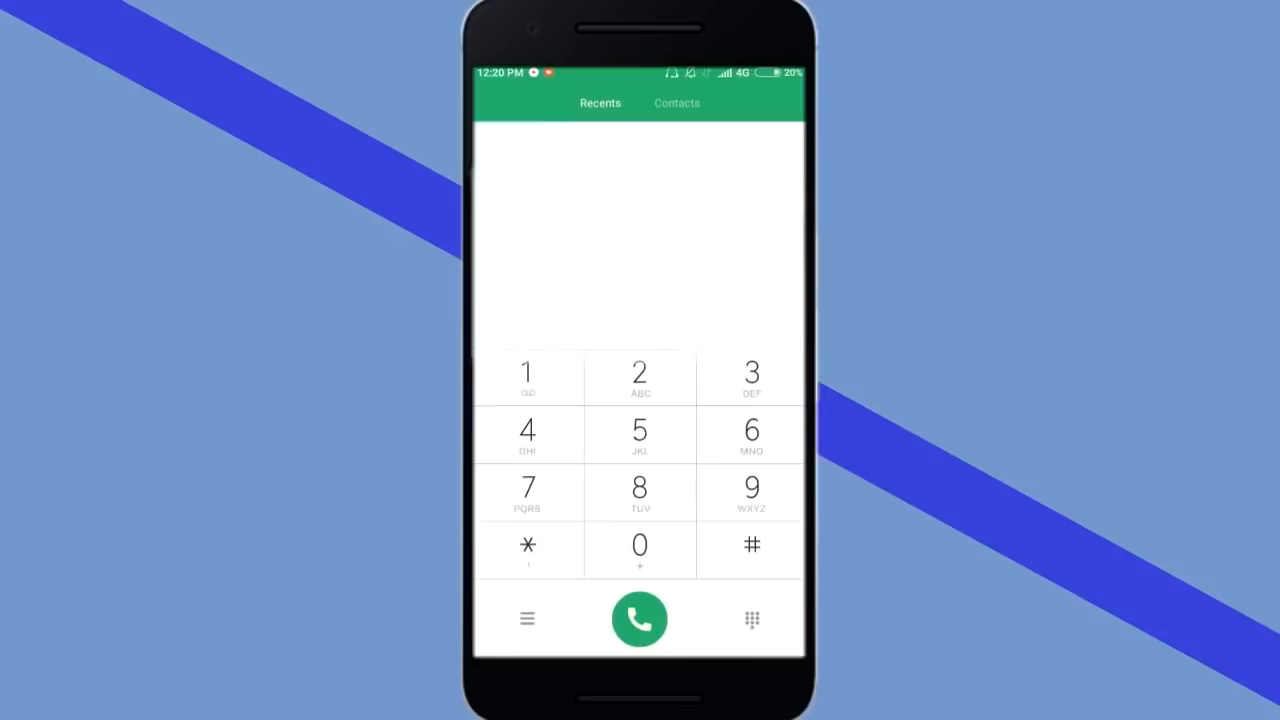 12:20 PM 4G 20%
Recents Contacts
1 2 3
ABC DEF
4 5 6
GHI JKL MNO
7 8 9
PQRS TUV WXYZ
* 0 #
, +